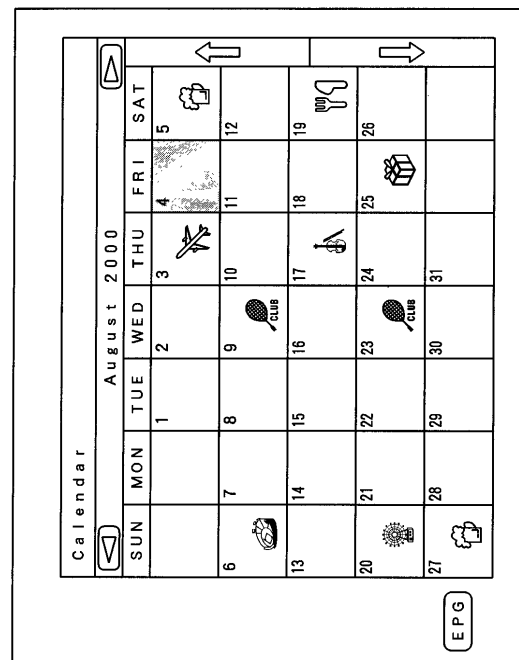 Calendar
August 2000
SUN MON TUE WED THU FRI SAT
1 2 3 4 5
6 7 8 9 10 11 12
CLUB
13 14 15 16 17 18 19
20 21 22 23 24 25 26
CLUB
27 28 29 30 31
EPG